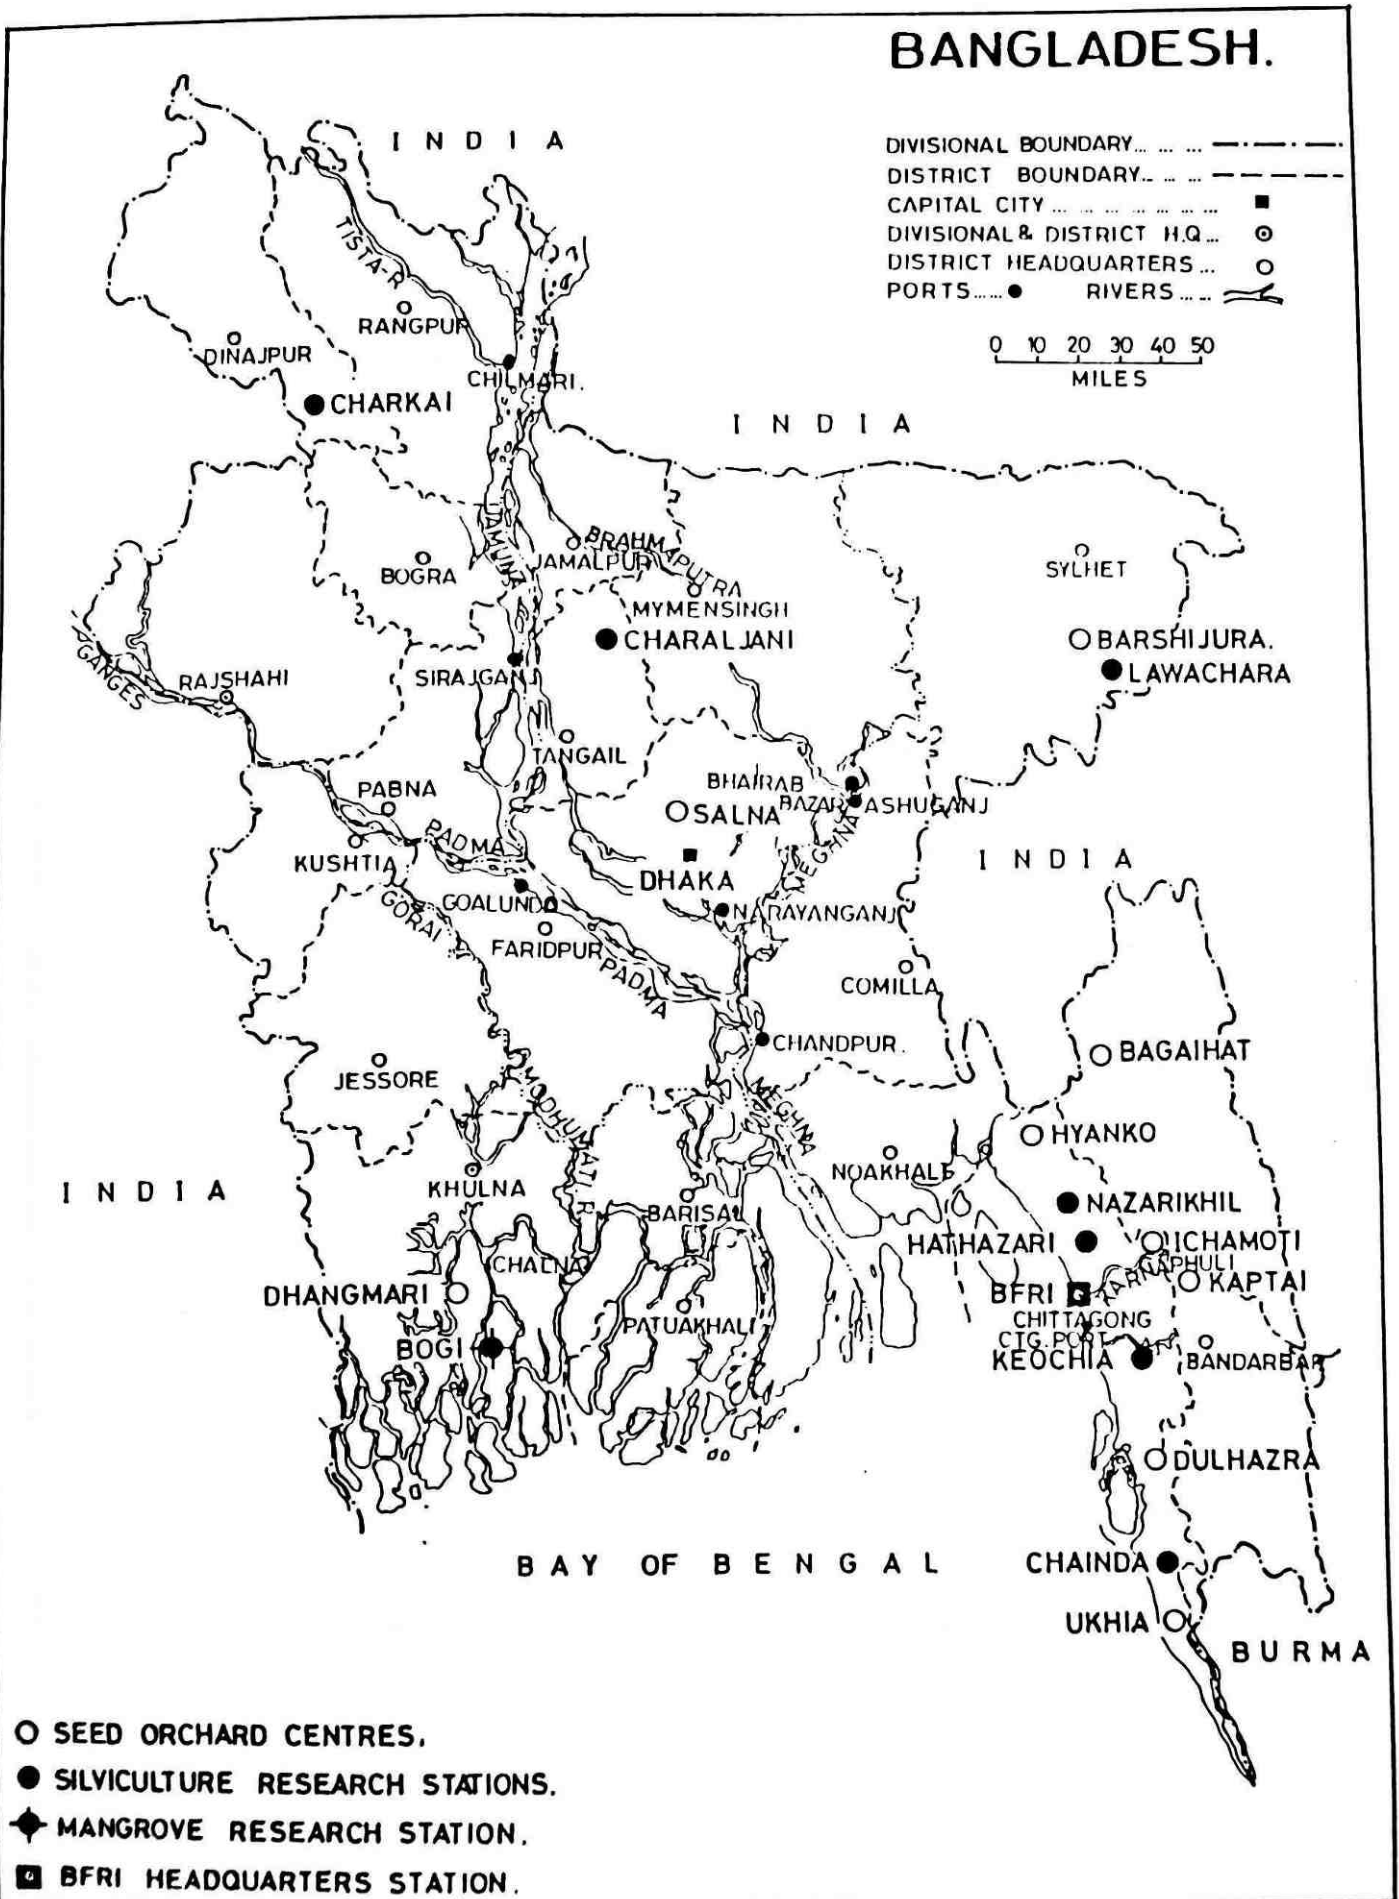 BANGLADESH.
DIVISIONAL BOUNDARY... ... ...
DISTRICT BOUNDARY... ... ...
CAPITAL CITY ... ... ... ... ... ...
DIVISIONAL & DISTRICT H.Q...
DISTRICT HEADQUARTERS ...
PORTS...... RIVERS ... ..
0 10 20 30 40 50
MILES
INDIA
TISTA-R
RANGPUR
DINAJPUR
CHILMARI.
CHARKAI
INDIA
JAMUNA
BRAHMAPUTRA
JAMALPUR
BOGRA
SYLHET
MYMENSINGH
CHARALJANI
BARSHIJURA.
LAWACHARA
GANGES
RAJSHAHI
SIRAJGANJ
TANGAIL
BHAIRAB
BAZAR
ASHUGANJ
PABNA
SALNA
MEGHNA
PADMA
KUSHTIA
INDIA
DHAKA
GORAI
GOALUNDO
NARAYANGANJ
FARIDPUR
PADMA
COMILLA
CHANDPUR.
BAGAIHAT
JESSORE
MODHUMATI R
MEGHNA
HYANKO
NOAKHALI
INDIA
KHULNA
NAZARIKHIL
BARISAL
HATHAZARI
ICHAMOTI
CHALNA
KARNAPHULI
DHANGMARI
BFRI
KAPTAI
PATUAKHALI
CHITTAGONG
CTG. PORT
BOGI
KEOCHIA
BANDARBAN
DULHAZRA
BAY OF BENGAL
CHAINDA
UKHIA
BURMA
SEED ORCHARD CENTRES.
SILVICULTURE RESEARCH STATIONS.
MANGROVE RESEARCH STATION.
BFRI HEADQUARTERS STATION.